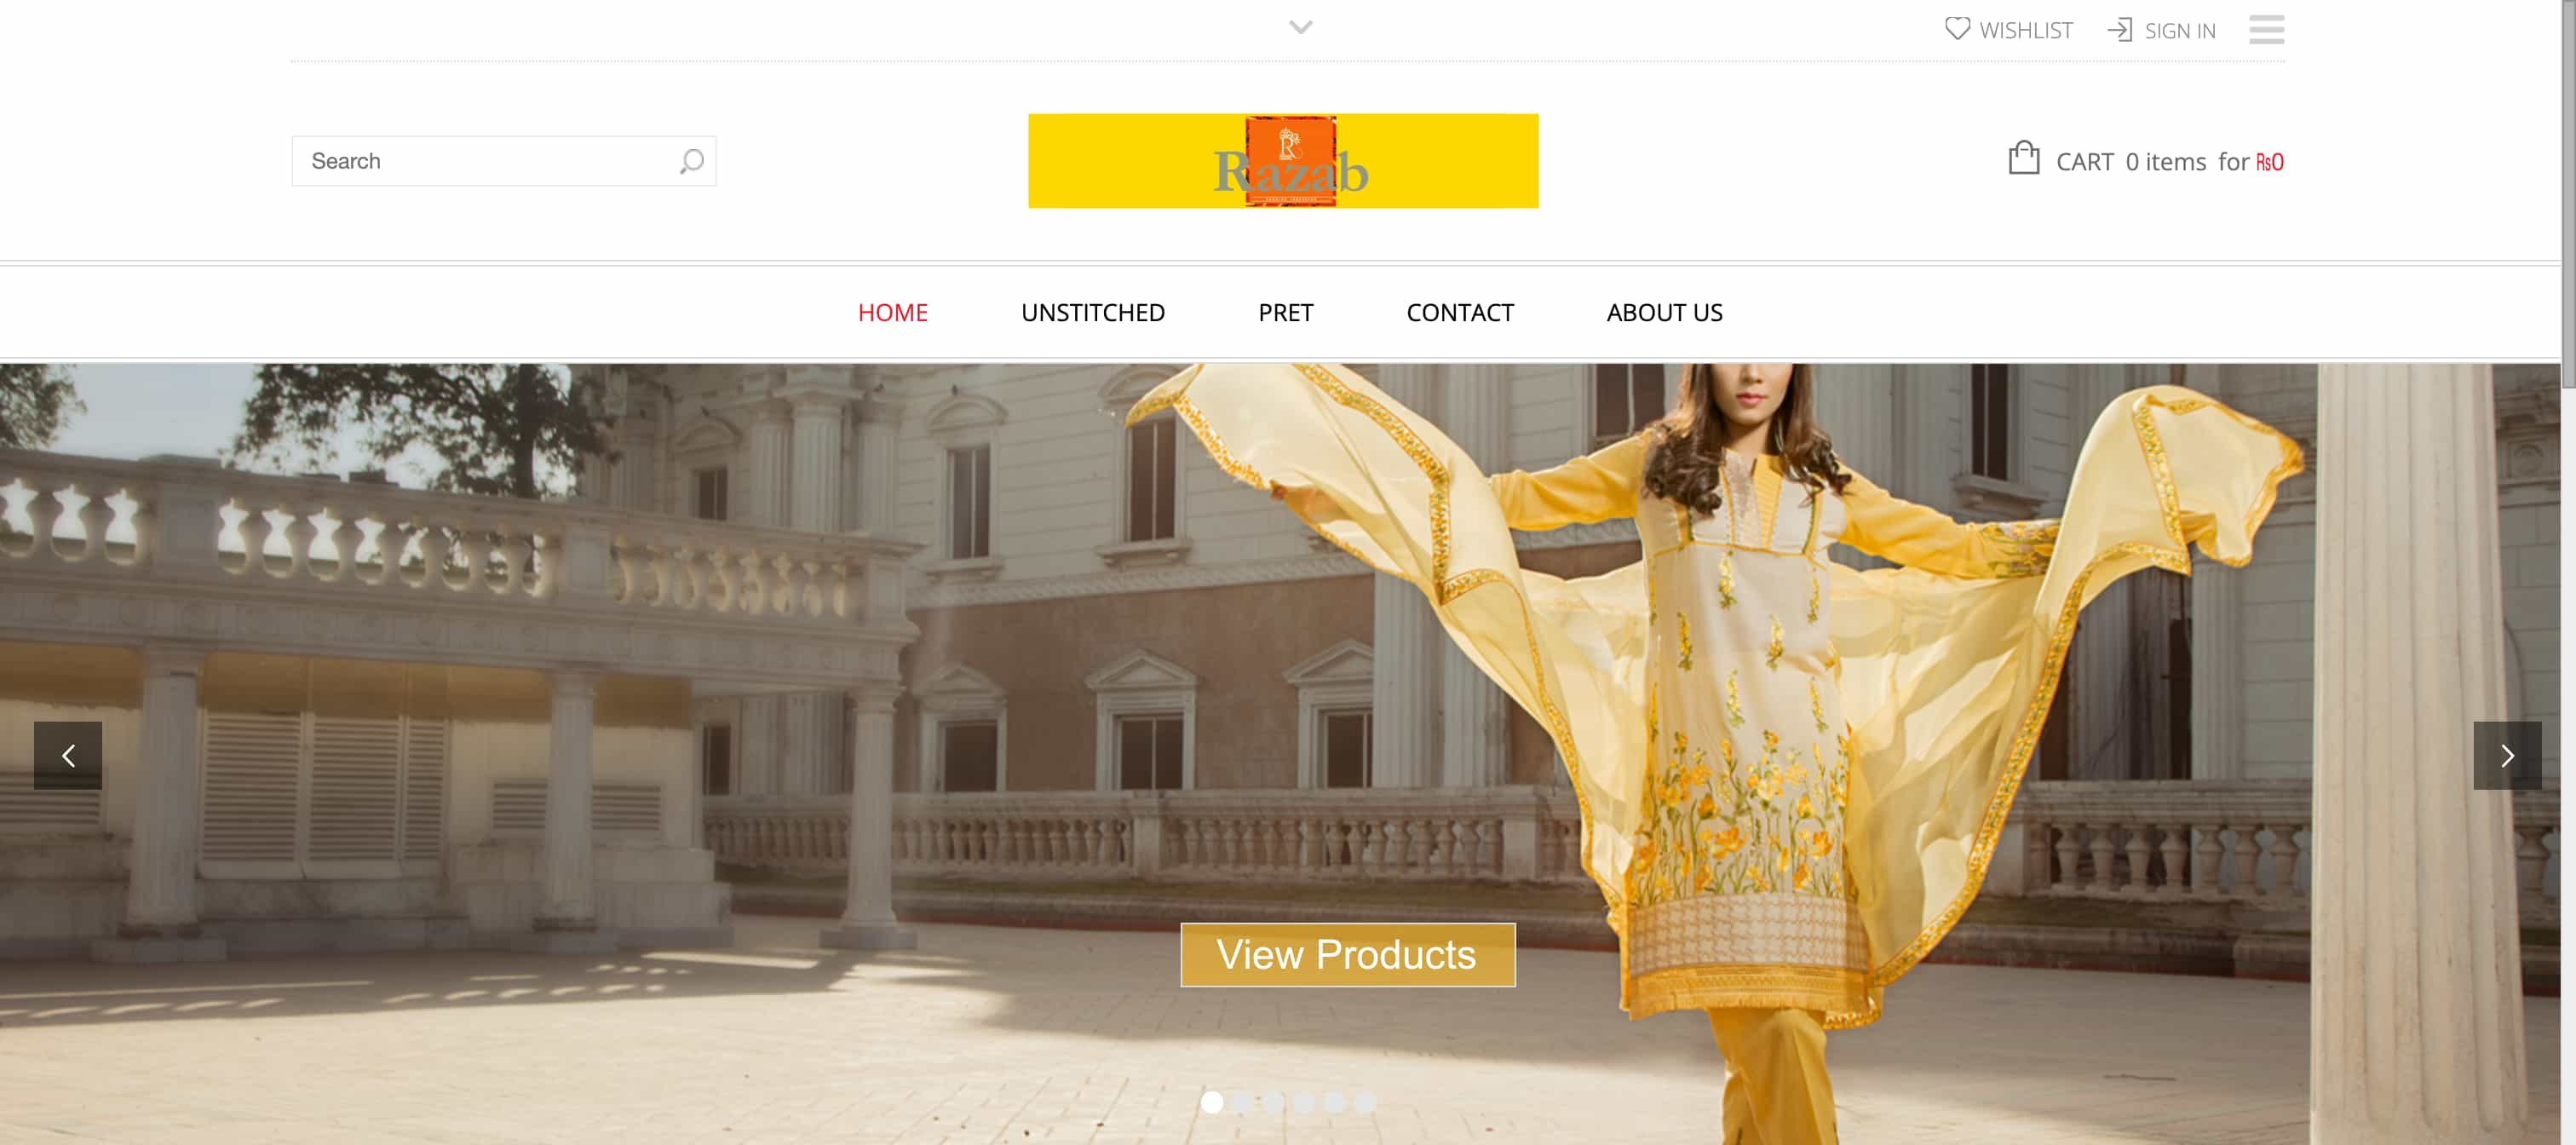 WISHLIST SIGN IN
Search
R
Razab
CART 0 items for ₨0
HOME UNSTITCHED PRET CONTACT ABOUT US
View Products